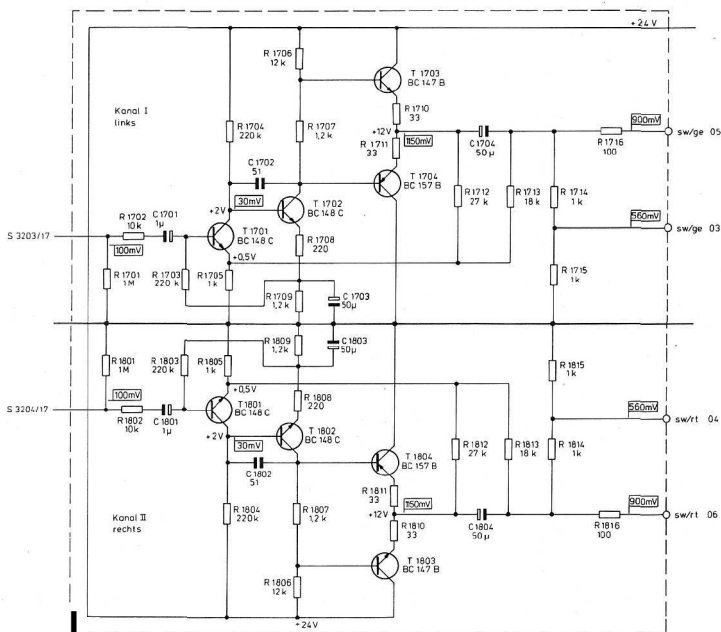 +24V
R 1706
12 k
T 1703
BC 147 B
Kanal I
links
R 1704
220 k
R 1707
1,2 k
R 1710
33
+12V
1150mV
R 1711
33
C 1704
50 µ
900mV
R 1716
100
sw/ge 05
C 1702
51
T 1704
BC 157 B
+2V
30mV
T 1702
BC 148 C
R 1712
27 k
R 1713
18 k
R 1714
1 k
560mV
sw/ge 03
R 1702
10k
C 1701
1µ
T 1701
BC 148 C
R 1708
220
S 3203/17
100mV
+0,5V
R 1701
1M
R 1703
220 k
R 1705
1 k
R 1709
1,2 k
C 1703
50µ
R 1715
1k
R 1801
1M
R 1803
220k
R 1805
1 k
R 1809
1,2 k
C 1803
50µ
R 1815
1 k
+0,5V
R 1808
220
100mV
S 3204/17
R 1802
10k
C 1801
1µ
T 1801
BC 148 C
+2V
30mV
T 1802
BC 148 C
560mV
sw/rt 04
C 1802
51
T 1804
BC 157 B
R 1812
27 k
R 1813
18 k
R 1814
1k
R 1811
33
+12V
1150mV
R 1810
33
C 1804
50 µ
900mV
R 1816
100
sw/rt 06
R 1804
220k
R 1807
1,2 k
Kanal II
rechts
T 1803
BC 147 B
R 1806
12 k
+24V